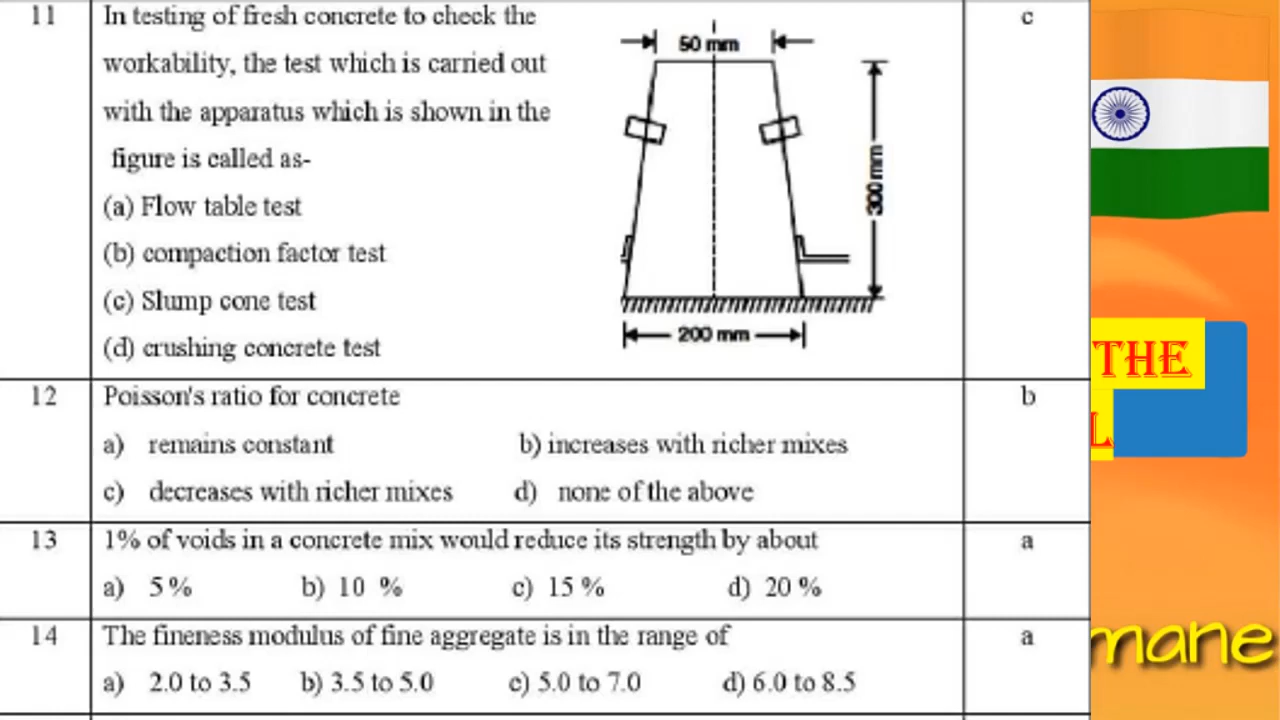 11 In testing of fresh concrete to check the c
workability, the test which is carried out
with the apparatus which is shown in the
figure is called as-
(a) Flow table test
(b) compaction factor test
(c) Slump cone test
(d) crushing concrete test
50 mm
300 mm
200 mm
12 Poisson's ratio for concrete b
a) remains constant b) increases with richer mixes
c) decreases with richer mixes d) none of the above
13 1% of voids in a concrete mix would reduce its strength by about a
a) 5% b) 10 % c) 15 % d) 20 %
14 The fineness modulus of fine aggregate is in the range of a
a) 2.0 to 3.5 b) 3.5 to 5.0 c) 5.0 to 7.0 d) 6.0 to 8.5
THE
L
mane